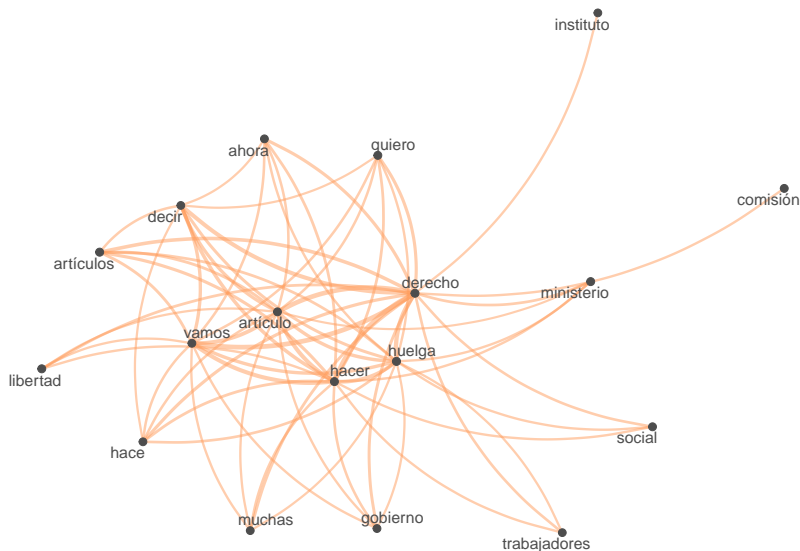 instituto
ahora
quiero
comisión
decir
artículos
derecho
ministerio
artículo
vamos
huelga
libertad
hacer
hace
social
muchas
gobierno
trabajadores